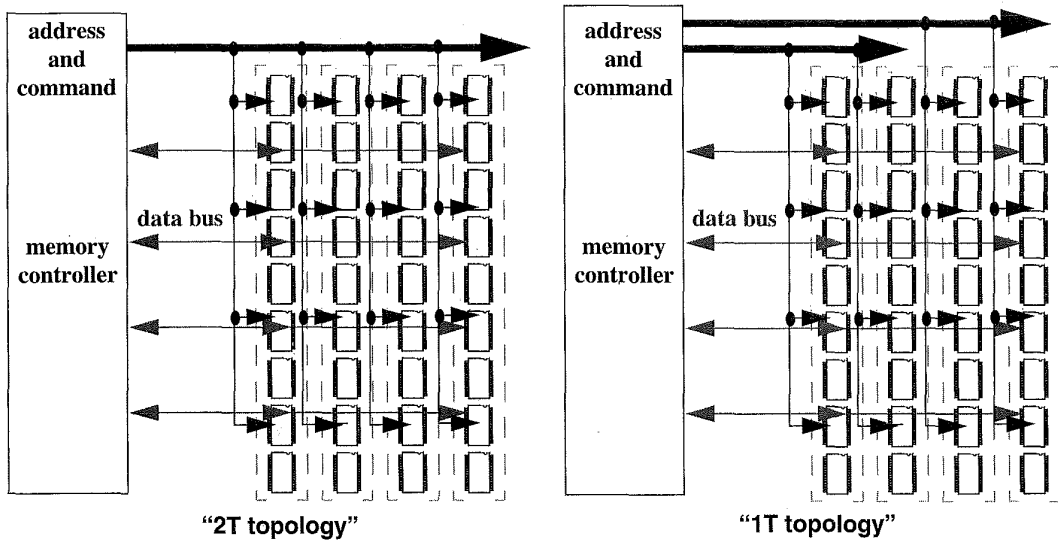 address
and
command
data bus
memory
controller
“2T topology”
address
and
command
data bus
memory
controller
“1T topology”